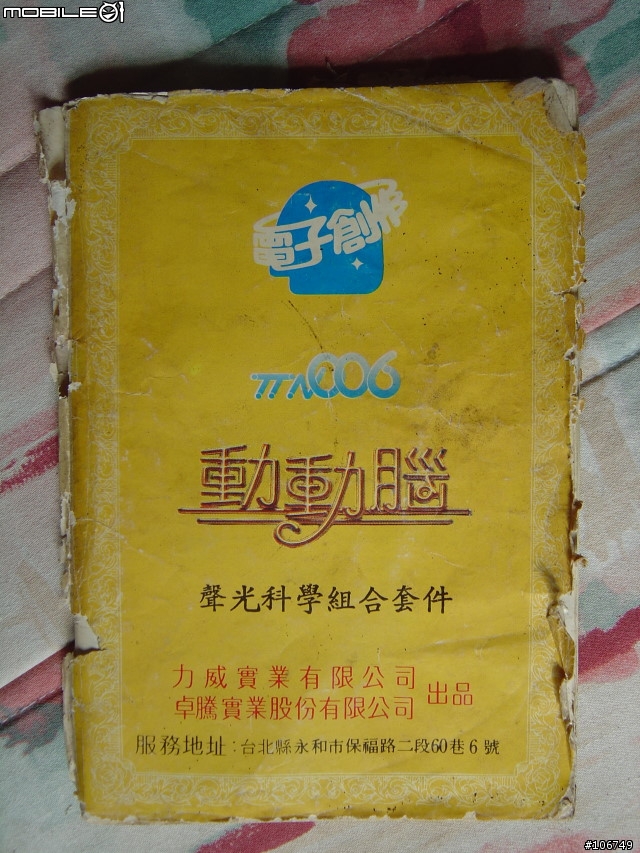 MOBILE01
電子創意
TTL006
動動腦
聲光科學組合套件
力威實業有限公司
卓騰實業股份有限公司
出品
服務地址:台北縣永和市保福路二段60巷6號
#106749